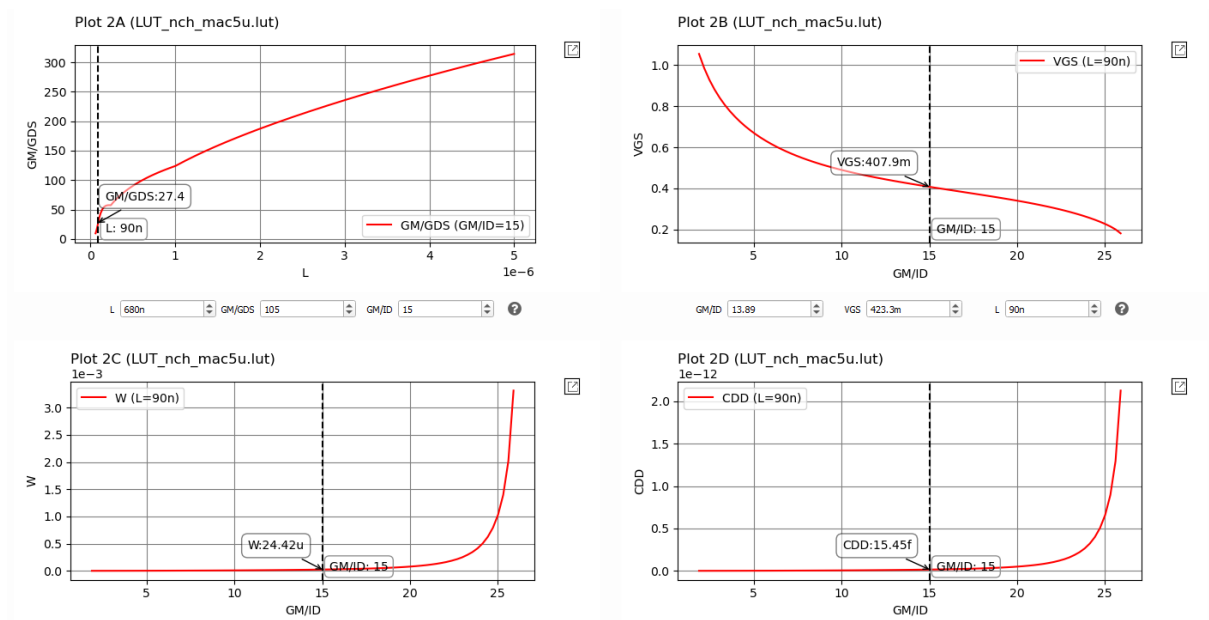 Plot 2A (LUT_nch_mac5u.lut)
GM/GDS
300
250
200
150
100
50
0
GM/GDS:27.4
L: 90n
GM/GDS (GM/ID=15)
0 1 2 3 4 5
L
1e−6
Plot 2B (LUT_nch_mac5u.lut)
VGS
1.0
0.8
0.6
0.4
0.2
VGS (L=90n)
VGS:407.9m
GM/ID: 15
5 10 15 20 25
GM/ID
L 680n GM/GDS 105 GM/ID 15 ?
GM/ID 13.89 VGS 423.3m L 90n ?
Plot 2C (LUT_nch_mac5u.lut)
1e−3
W
3.0
2.5
2.0
1.5
1.0
0.5
0.0
W (L=90n)
W:24.42u
GM/ID: 15
5 10 15 20 25
GM/ID
Plot 2D (LUT_nch_mac5u.lut)
1e−12
CDD
2.0
1.5
1.0
0.5
0.0
CDD (L=90n)
CDD:15.45f
GM/ID: 15
5 10 15 20 25
GM/ID